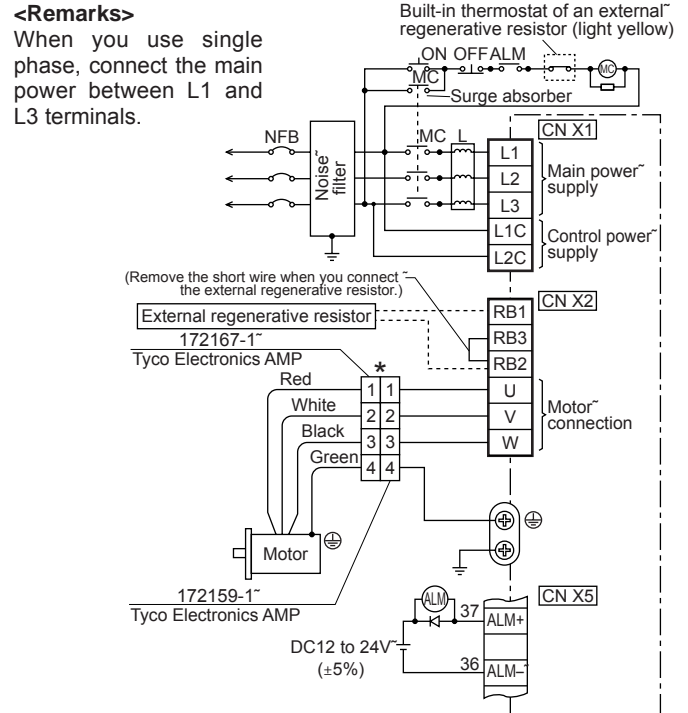 <Remarks>
When you use single
phase, connect the main
power between L1 and
L3 terminals.
Built-in thermostat of an external~
regenerative resistor (light yellow)
ON OFF ALM
MC
MC
Surge absorber
NFB
Noise~
filter
MC L
CN X1
L1
L2
L3
L1C
L2C
Main power~
supply
Control power~
supply
(Remove the short wire when you connect ~
the external regenerative resistor.)
External regenerative resistor
CN X2
RB1
RB3
RB2
U
V
W
Motor~
connection
172167-1~
Tyco Electronics AMP
*
Red
White
Black
Green
1 1
2 2
3 3
4 4
Motor
172159-1~
Tyco Electronics AMP
CN X5
ALM
37
ALM+
DC12 to 24V~
(±5%)
36
ALM–~